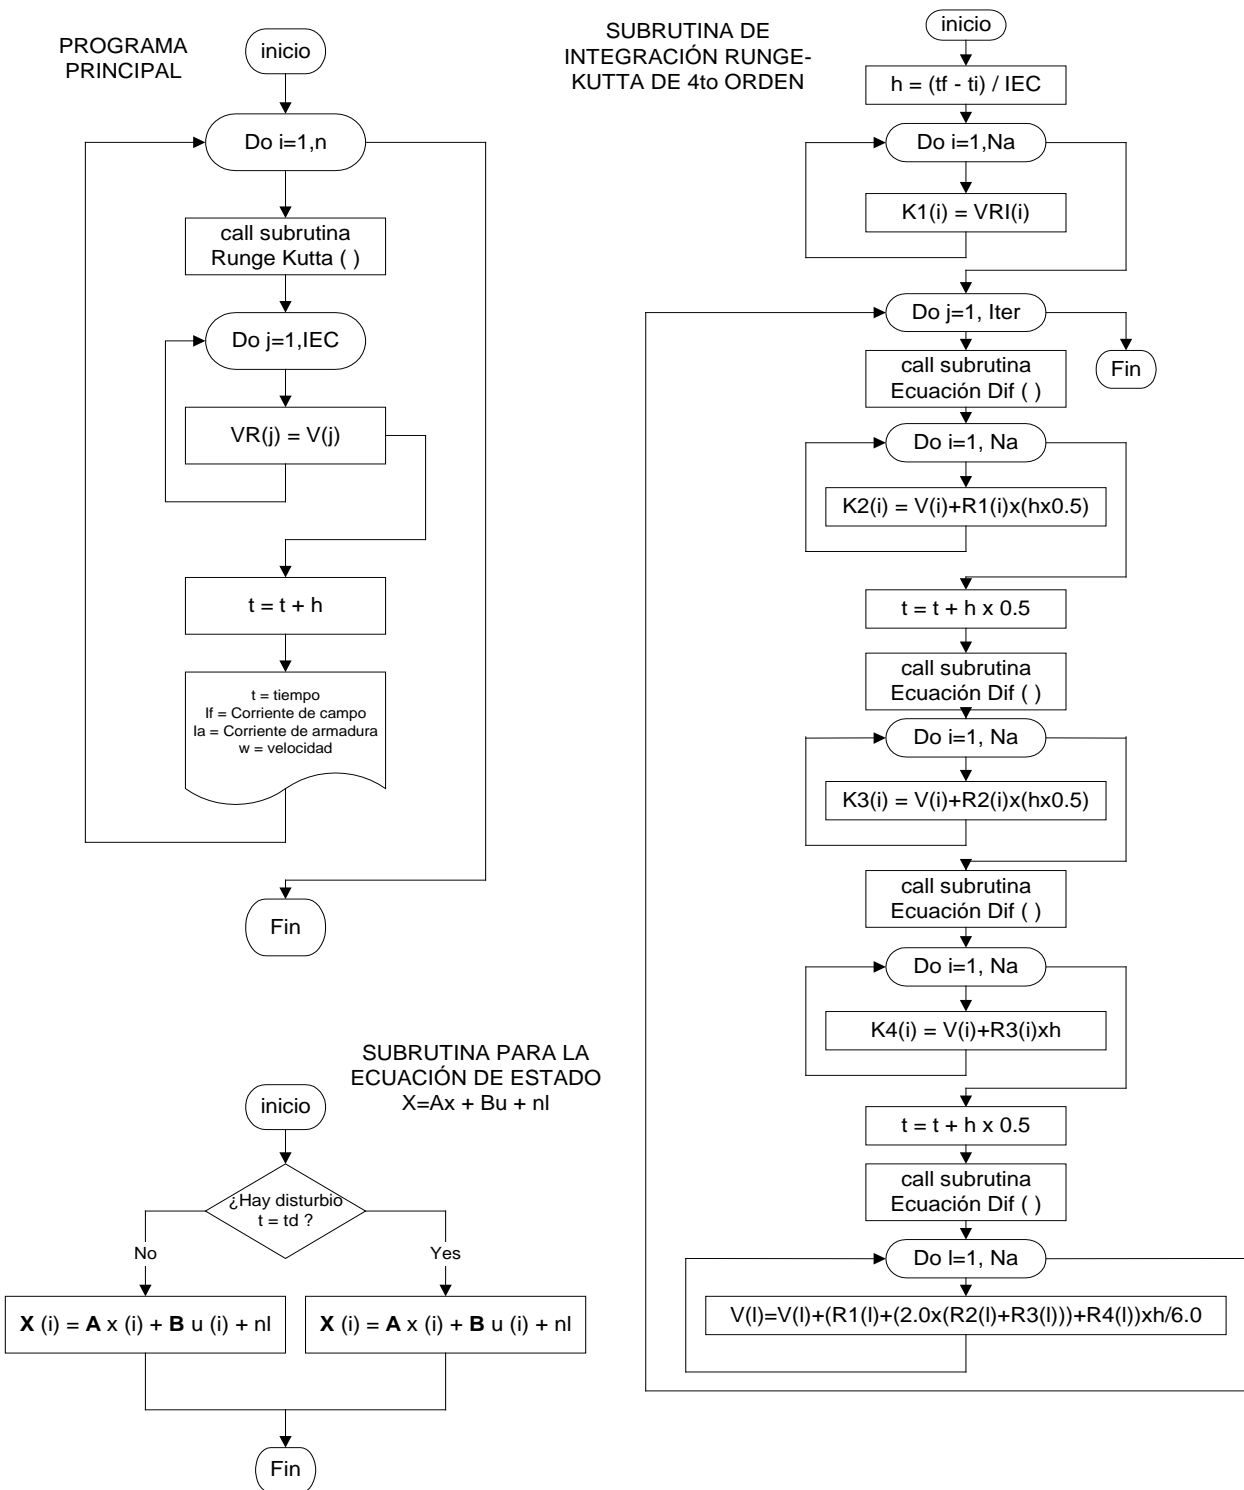 PROGRAMA
PRINCIPAL
inicio
Do i=1,n
call subrutina
Runge Kutta ( )
Do j=1,IEC
VR(j) = V(j)
t = t + h
t = tiempo
If = Corriente de campo
Ia = Corriente de armadura
w = velocidad
Fin
SUBRUTINA PARA LA
ECUACIÓN DE ESTADO
X=Ax + Bu + nl
inicio
¿Hay disturbio
t = td ?
No
Yes
X (i) = A x (i) + B u (i) + nl
X (i) = A x (i) + B u (i) + nl
Fin
SUBRUTINA DE
INTEGRACIÓN RUNGE-
KUTTA DE 4to ORDEN
inicio
h = (tf - ti) / IEC
Do i=1,Na
K1(i) = VRI(i)
Do j=1, Iter
Fin
call subrutina
Ecuación Dif ( )
Do i=1, Na
K2(i) = V(i)+R1(i)x(hx0.5)
t = t + h x 0.5
call subrutina
Ecuación Dif ( )
Do i=1, Na
K3(i) = V(i)+R2(i)x(hx0.5)
call subrutina
Ecuación Dif ( )
Do i=1, Na
K4(i) = V(i)+R3(i)xh
t = t + h x 0.5
call subrutina
Ecuación Dif ( )
Do l=1, Na
V(l)=V(l)+(R1(l)+(2.0x(R2(l)+R3(l)))+R4(l))xh/6.0